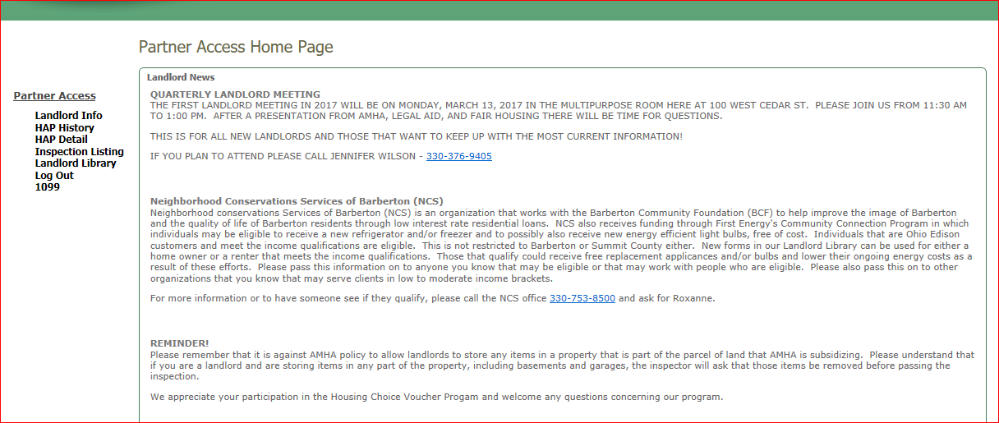 Partner Access Home Page
Partner Access
Landlord Info
HAP History
HAP Detail
Inspection Listing
Landlord Library
Log Out
1099
Landlord News
QUARTERLY LANDLORD MEETING
THE FIRST LANDLORD MEETING IN 2017 WILL BE ON MONDAY, MARCH 13, 2017 IN THE MULTIPURPOSE ROOM HERE AT 100 WEST CEDAR ST.  PLEASE JOIN US FROM 11:30 AM
TO 1:00 PM.  AFTER A PRESENTATION FROM AMHA, LEGAL AID, AND FAIR HOUSING THERE WILL BE TIME FOR QUESTIONS.
THIS IS FOR ALL NEW LANDLORDS AND THOSE THAT WANT TO KEEP UP WITH THE MOST CURRENT INFORMATION!
IF YOU PLAN TO ATTEND PLEASE CALL JENNIFER WILSON - 330-376-9405
Neighborhood Conservations Services of Barberton (NCS)
Neighborhood conservations Services of Barberton (NCS) is an organization that works with the Barberton Community Foundation (BCF) to help improve the image of Barberton
and the quality of life of Barberton residents through low interest rate residential loans.  NCS also receives funding through First Energy's Community Connection Program in which
individuals may be eligible to receive a new refrigerator and/or freezer and to possibly also receive new energy efficient light bulbs, free of cost.  Individuals that are Ohio Edison
customers and meet the income qualifications are eligible.  This is not restricted to Barberton or Summit County either.  New forms in our Landlord Library can be used for either a
home owner or a renter that meets the income qualifications.  Those that qualify could receive free replacement applicances and/or bulbs and lower their ongoing energy costs as a
result of these efforts.  Please pass this information on to anyone you know that may be eligible or that may work with people who are eligible.  Please also pass this on to other
organizations that you know that may serve clients in low to moderate income brackets.
For more information or to have someone see if they qualify, please call the NCS office 330-753-8500 and ask for Roxanne.
REMINDER!
Please remember that it is against AMHA policy to allow landlords to store any items in a property that is part of the parcel of land that AMHA is subsidizing.  Please understand that
if you are a landlord and are storing items in any part of the property, including basements and garages, the inspector will ask that those items be removed before passing the
inspection.
We appreciate your participation in the Housing Choice Voucher Progam and welcome any questions concerning our program.